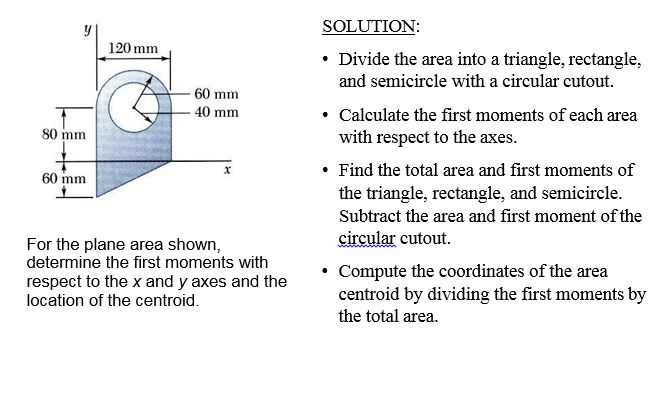 y
120 mm
60 mm
40 mm
80 mm
x
60 mm
For the plane area shown,
determine the first moments with
respect to the x and y axes and the
location of the centroid.
SOLUTION:
• Divide the area into a triangle, rectangle,
and semicircle with a circular cutout.
• Calculate the first moments of each area
with respect to the axes.
• Find the total area and first moments of
the triangle, rectangle, and semicircle.
Subtract the area and first moment of the
circular cutout.
• Compute the coordinates of the area
centroid by dividing the first moments by
the total area.